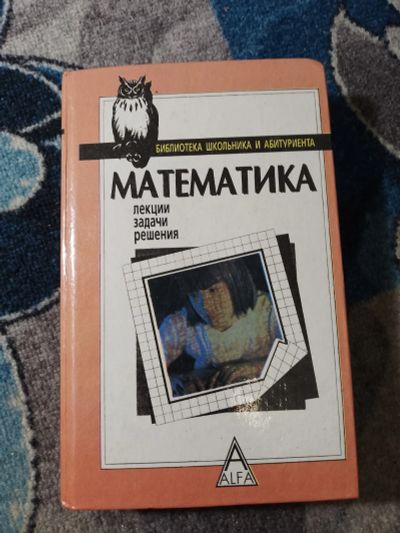 БИБЛИОТЕКА ШКОЛЬНИКА И АБИТУРИЕНТА
МАТЕМАТИКА
лекции
задачи
решения
A
ALFA